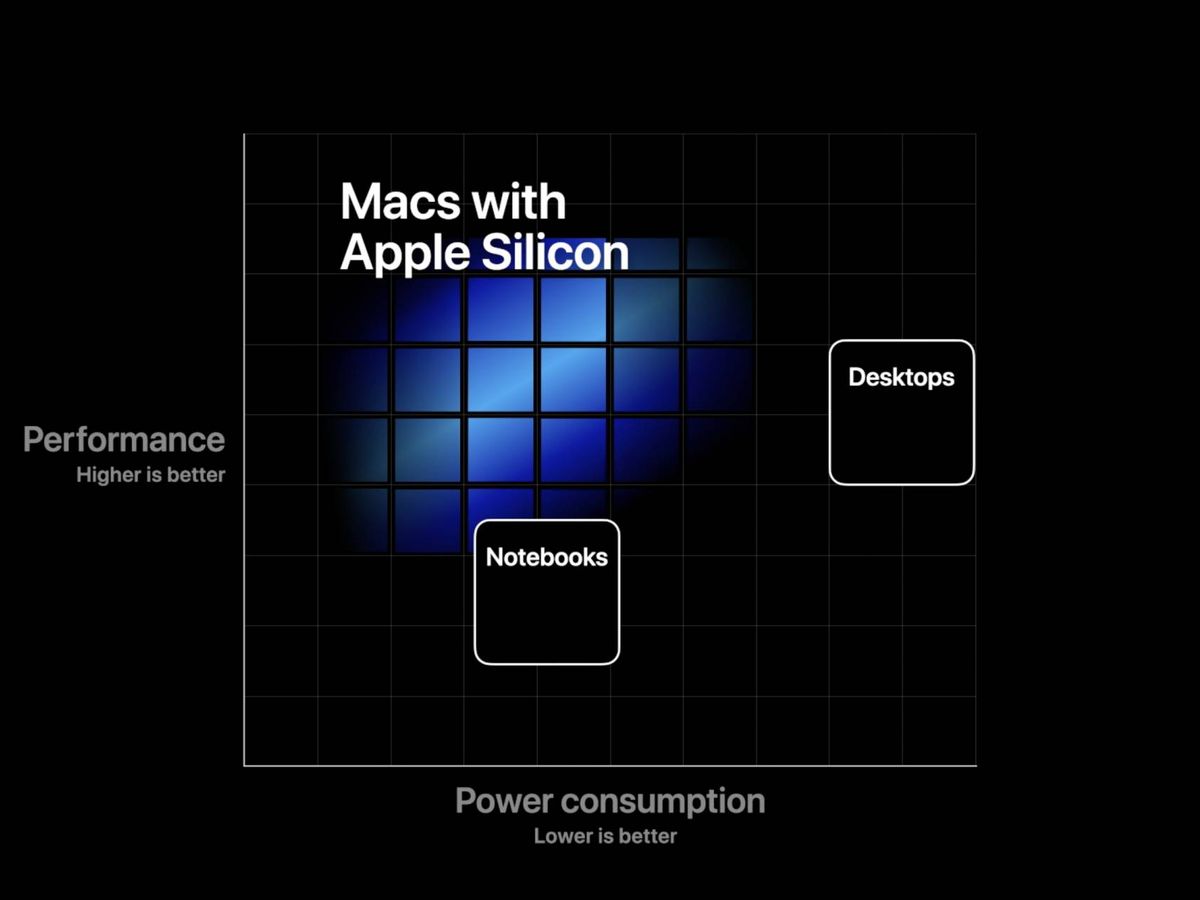 Macs with
Apple Silicon
Desktops
Performance
Higher is better
Notebooks
Power consumption
Lower is better